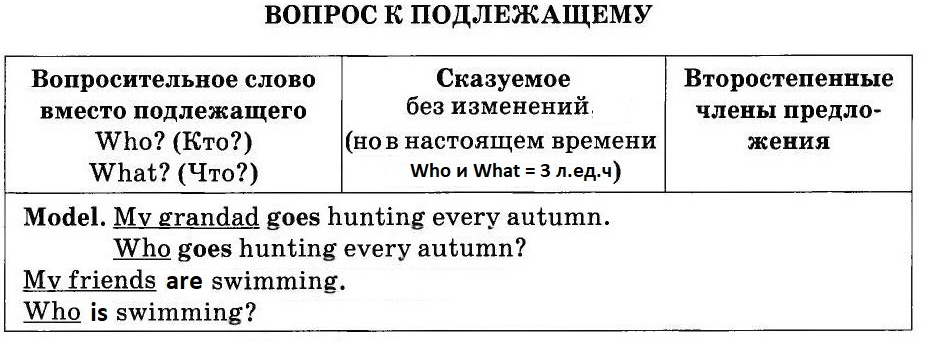 ВОПРОС К ПОДЛЕЖАЩЕМУ
Вопросительное слово
вместо подлежащего
Who? (Кто?)
What? (Что?)
Сказуемое
без изменений
(но в настоящем времени
Who и What = 3 л.ед.ч)
Второстепенные
члены предло-
жения
Model. My grandad goes hunting every autumn.
Who goes hunting every autumn?
My friends are swimming.
Who is swimming?